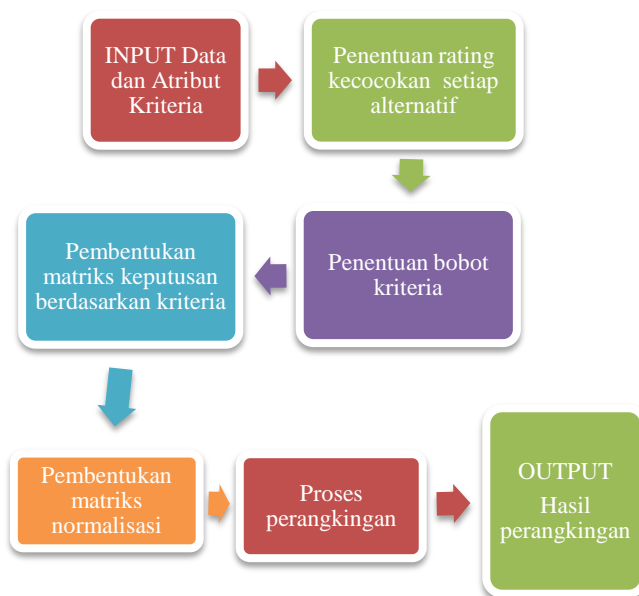 INPUT Data
dan Atribut
Kriteria
Penentuan rating
kecocokan setiap
alternatif
Penentuan bobot
kriteria
Pembentukan
matriks keputusan
berdasarkan kriteria
Pembentukan
matriks
normalisasi
Proses
perangkingan
OUTPUT
Hasil
perangkingan